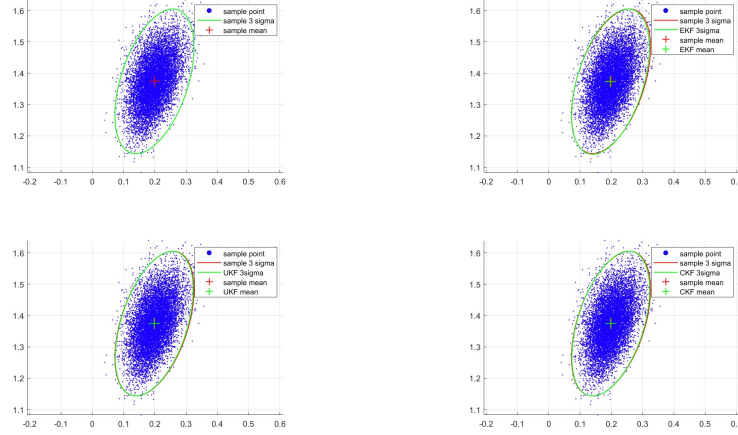 1.6
1.5
1.4
1.3
1.2
1.1
-0.2 -0.1 0 0.1 0.2 0.3 0.4 0.5 0.6
sample point
sample 3 sigma
sample mean
1.6
1.5
1.4
1.3
1.2
1.1
-0.2 -0.1 0 0.1 0.2 0.3 0.4 0.5
sample point
sample 3 sigma
EKF 3sigma
sample mean
EKF mean
1.6
1.5
1.4
1.3
1.2
1.1
-0.2 -0.1 0 0.1 0.2 0.3 0.4 0.5 0.6
sample point
sample 3 sigma
UKF 3sigma
sample mean
UKF mean
1.6
1.5
1.4
1.3
1.2
1.1
-0.2 -0.1 0 0.1 0.2 0.3 0.4 0.5
sample point
sample 3 sigma
CKF 3sigma
sample mean
CKF mean